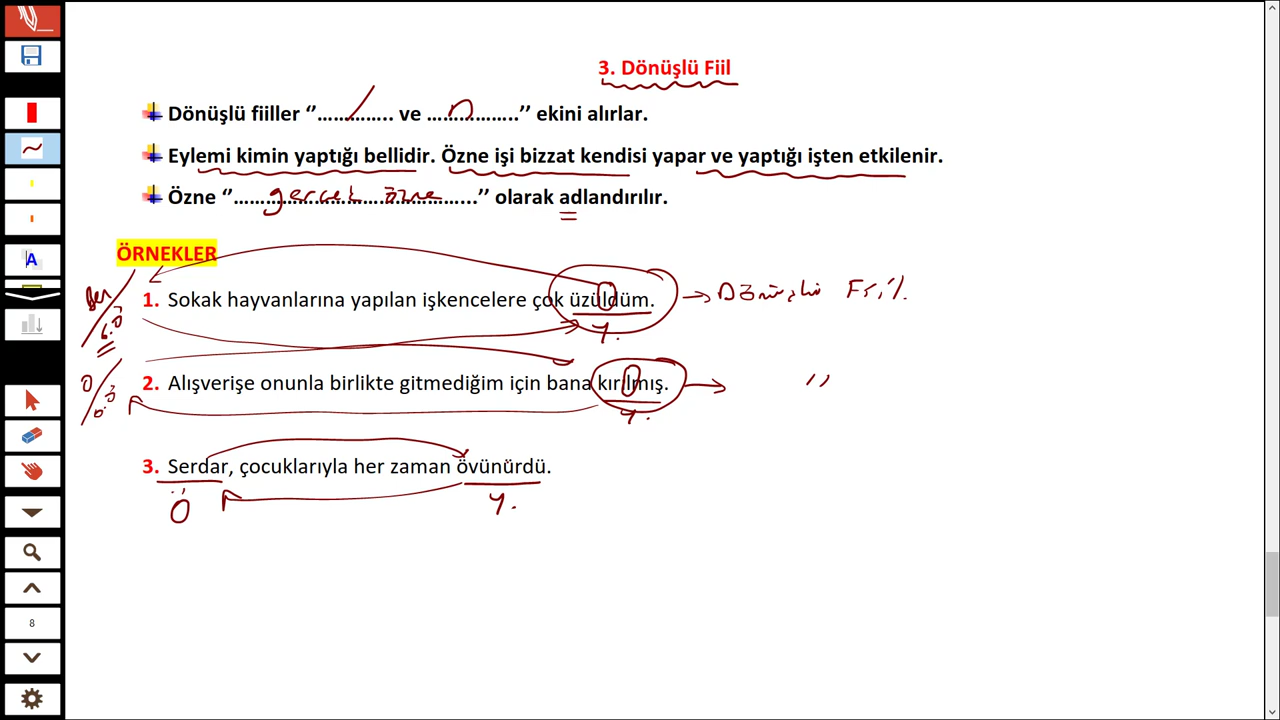 3. Dönüşlü Fiil
Dönüşlü fiiller ‘’…………l.. ve ……n………..’’ ekini alırlar.
Eylemi kimin yaptığı bellidir. Özne işi bizzat kendisi yapar ve yaptığı işten etkilenir.
Özne ‘’……gerçek özne……...’’ olarak adlandırılır.
ÖRNEKLER
Ben
1. Sokak hayvanlarına yapılan işkencelere çok üzüldüm. Dönüşlü Fiil
G.Ö
Y.
2. Alışverişe onunla birlikte gitmediğim için bana kırılmış. ''
O
G.Ö
Y.
3. Serdar, çocuklarıyla her zaman övünürdü.
Ö Y.
A
8